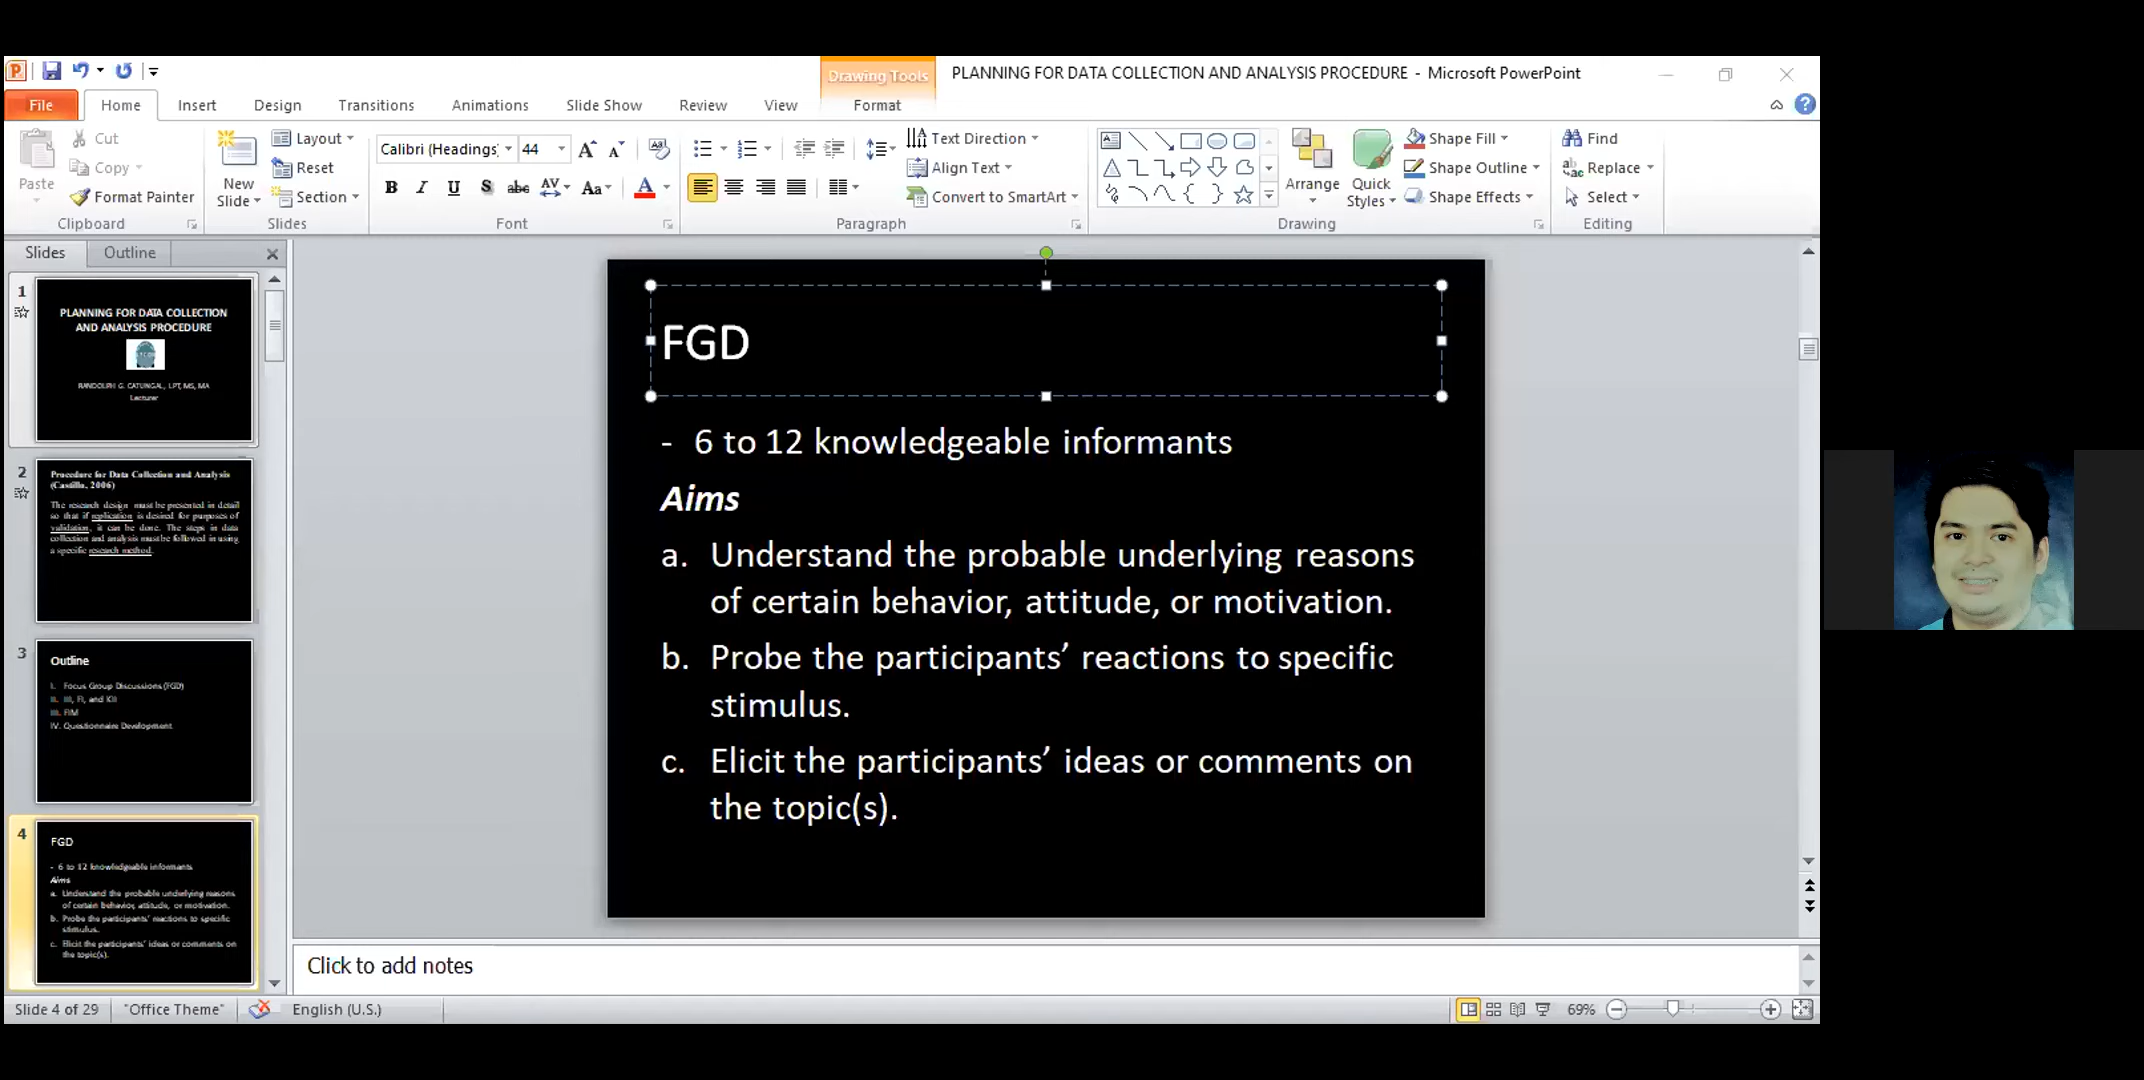 PLANNING FOR DATA COLLECTION AND ANALYSIS PROCEDURE - Microsoft PowerPoint
Drawing Tools
File Home Insert Design Transitions Animations Slide Show Review View Format
Paste
Cut
Copy
Format Painter
Clipboard
New Slide
Layout
Reset
Section
Slides
Calibri (Headings) 44
Font
Text Direction
Align Text
Convert to SmartArt
Paragraph
Arrange
Quick Styles
Shape Fill
Shape Outline
Shape Effects
Drawing
Find
Replace
Select
Editing
Slides Outline
1
PLANNING FOR DATA COLLECTION
AND ANALYSIS PROCEDURE
RANDOLPH G. CATUNGAL, LPT, MS, MA
Lecturer
2
Procedure for Data Collection and Analysis
(Castillo, 2006)
The research design must be presented in detail
so that if replication is desired for purposes of
validation, it can be done. The steps in data
collection and analysis must be followed in using
a specific research method.
3
Outline
I. Focus Group Discussions (FGD)
II. III, FI, and KII
III. FIM
IV. Questionnaire Development
4
FGD
- 6 to 12 knowledgeable informants
Aims
a. Understand the probable underlying reasons
of certain behavior, attitude, or motivation.
b. Probe the participants' reactions to specific
stimulus.
c. Elicit the participants' ideas or comments on
the topic(s).
FGD
- 6 to 12 knowledgeable informants
Aims
a. Understand the probable underlying reasons
of certain behavior, attitude, or motivation.
b. Probe the participants’ reactions to specific
stimulus.
c. Elicit the participants’ ideas or comments on
the topic(s).
Click to add notes
Slide 4 of 29 "Office Theme" English (U.S.) 69%